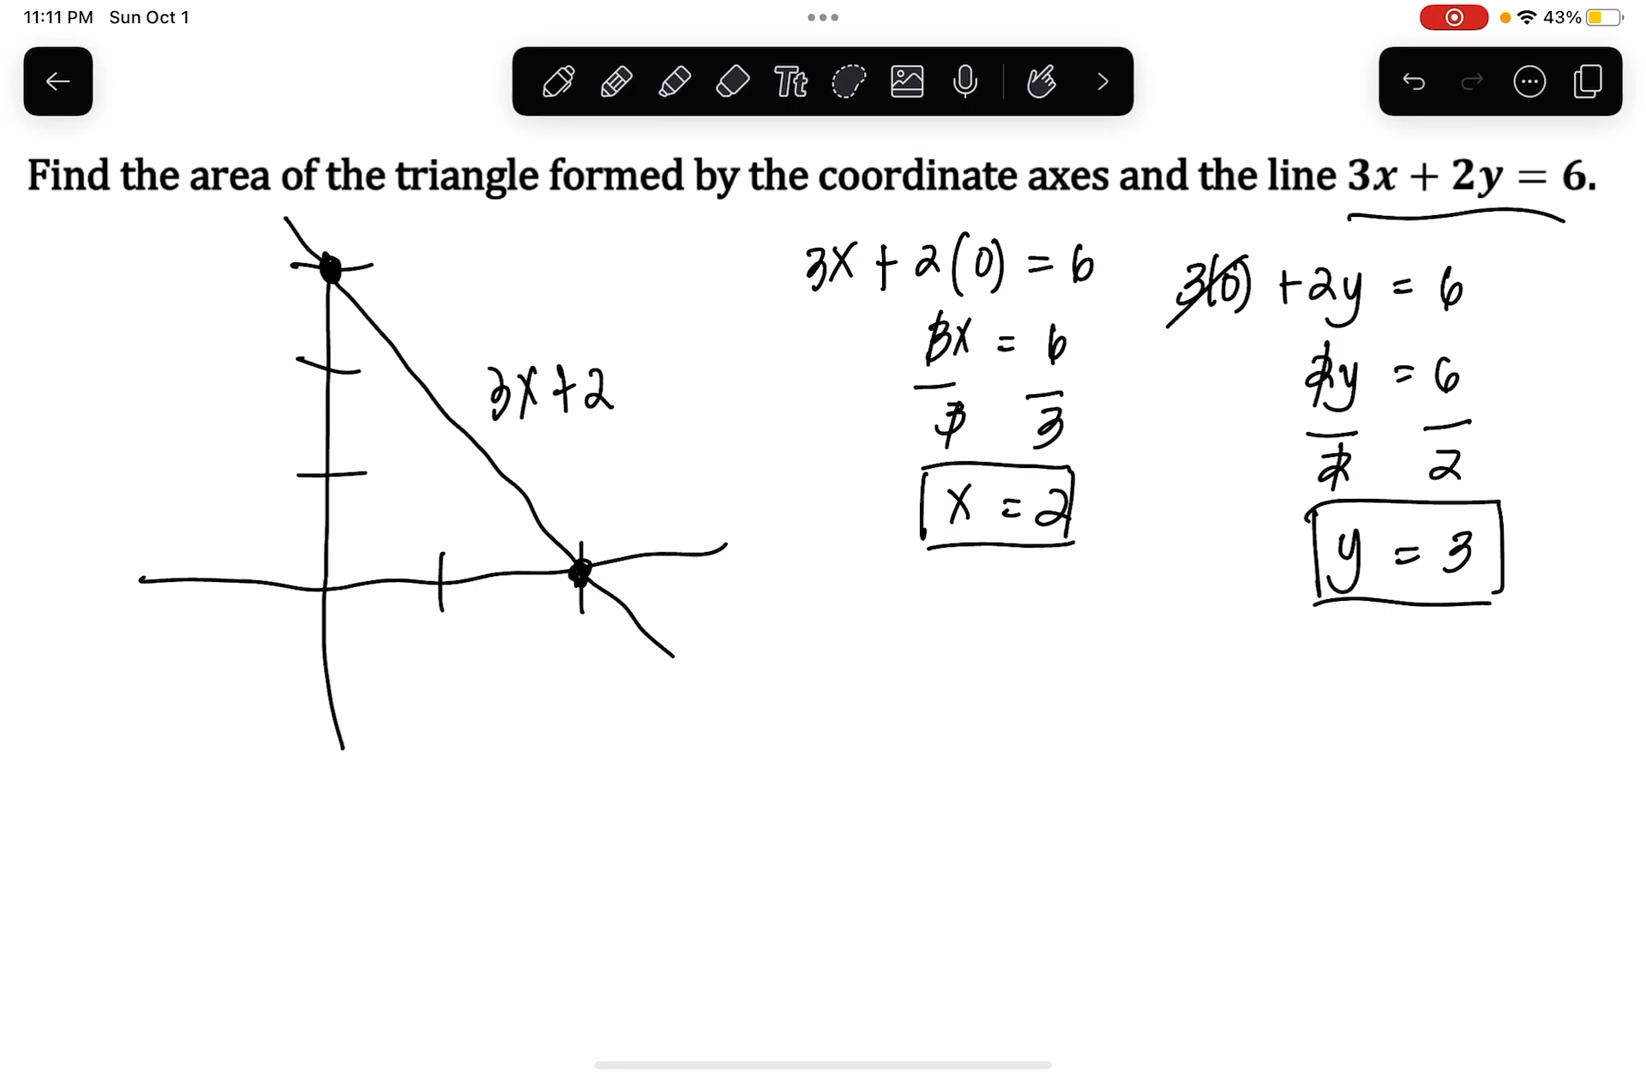 11:11 PM Sun Oct 1
43%
Tt
Find the area of the triangle formed by the coordinate axes and the line 3x + 2y = 6.
3x + 2
3x + 2(0) = 6
3x = 6
3 3
x = 2
3(0) + 2y = 6
2y = 6
2 2
y = 3